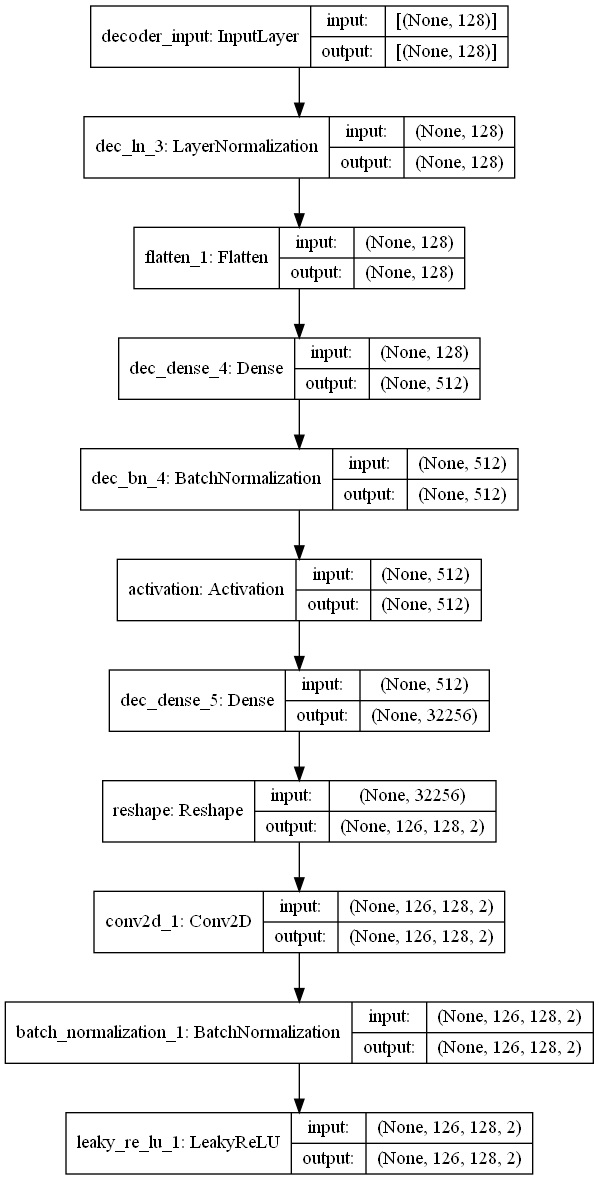 decoder_input: InputLayer input: [(None, 128)]
output: [(None, 128)]
dec_ln_3: LayerNormalization input: (None, 128)
output: (None, 128)
flatten_1: Flatten input: (None, 128)
output: (None, 128)
dec_dense_4: Dense input: (None, 128)
output: (None, 512)
dec_bn_4: BatchNormalization input: (None, 512)
output: (None, 512)
activation: Activation input: (None, 512)
output: (None, 512)
dec_dense_5: Dense input: (None, 512)
output: (None, 32256)
reshape: Reshape input: (None, 32256)
output: (None, 126, 128, 2)
conv2d_1: Conv2D input: (None, 126, 128, 2)
output: (None, 126, 128, 2)
batch_normalization_1: BatchNormalization input: (None, 126, 128, 2)
output: (None, 126, 128, 2)
leaky_re_lu_1: LeakyReLU input: (None, 126, 128, 2)
output: (None, 126, 128, 2)